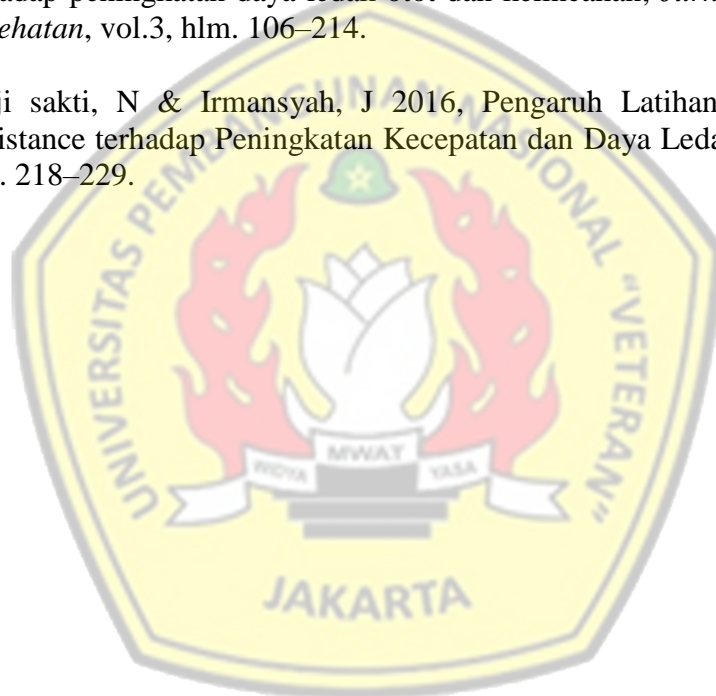 ehatan, vol.3, hlm. 106–214.
ji sakti, N & Irmansyah, J 2016, Pengaruh Latihan
istance terhadap Peningkatan Kecepatan dan Daya Leda
. 218–229.
UNIVERSITAS PEMBANGUNAN NASIONAL "VETERAN"
WIDYA MWAT YASA
JAKARTA